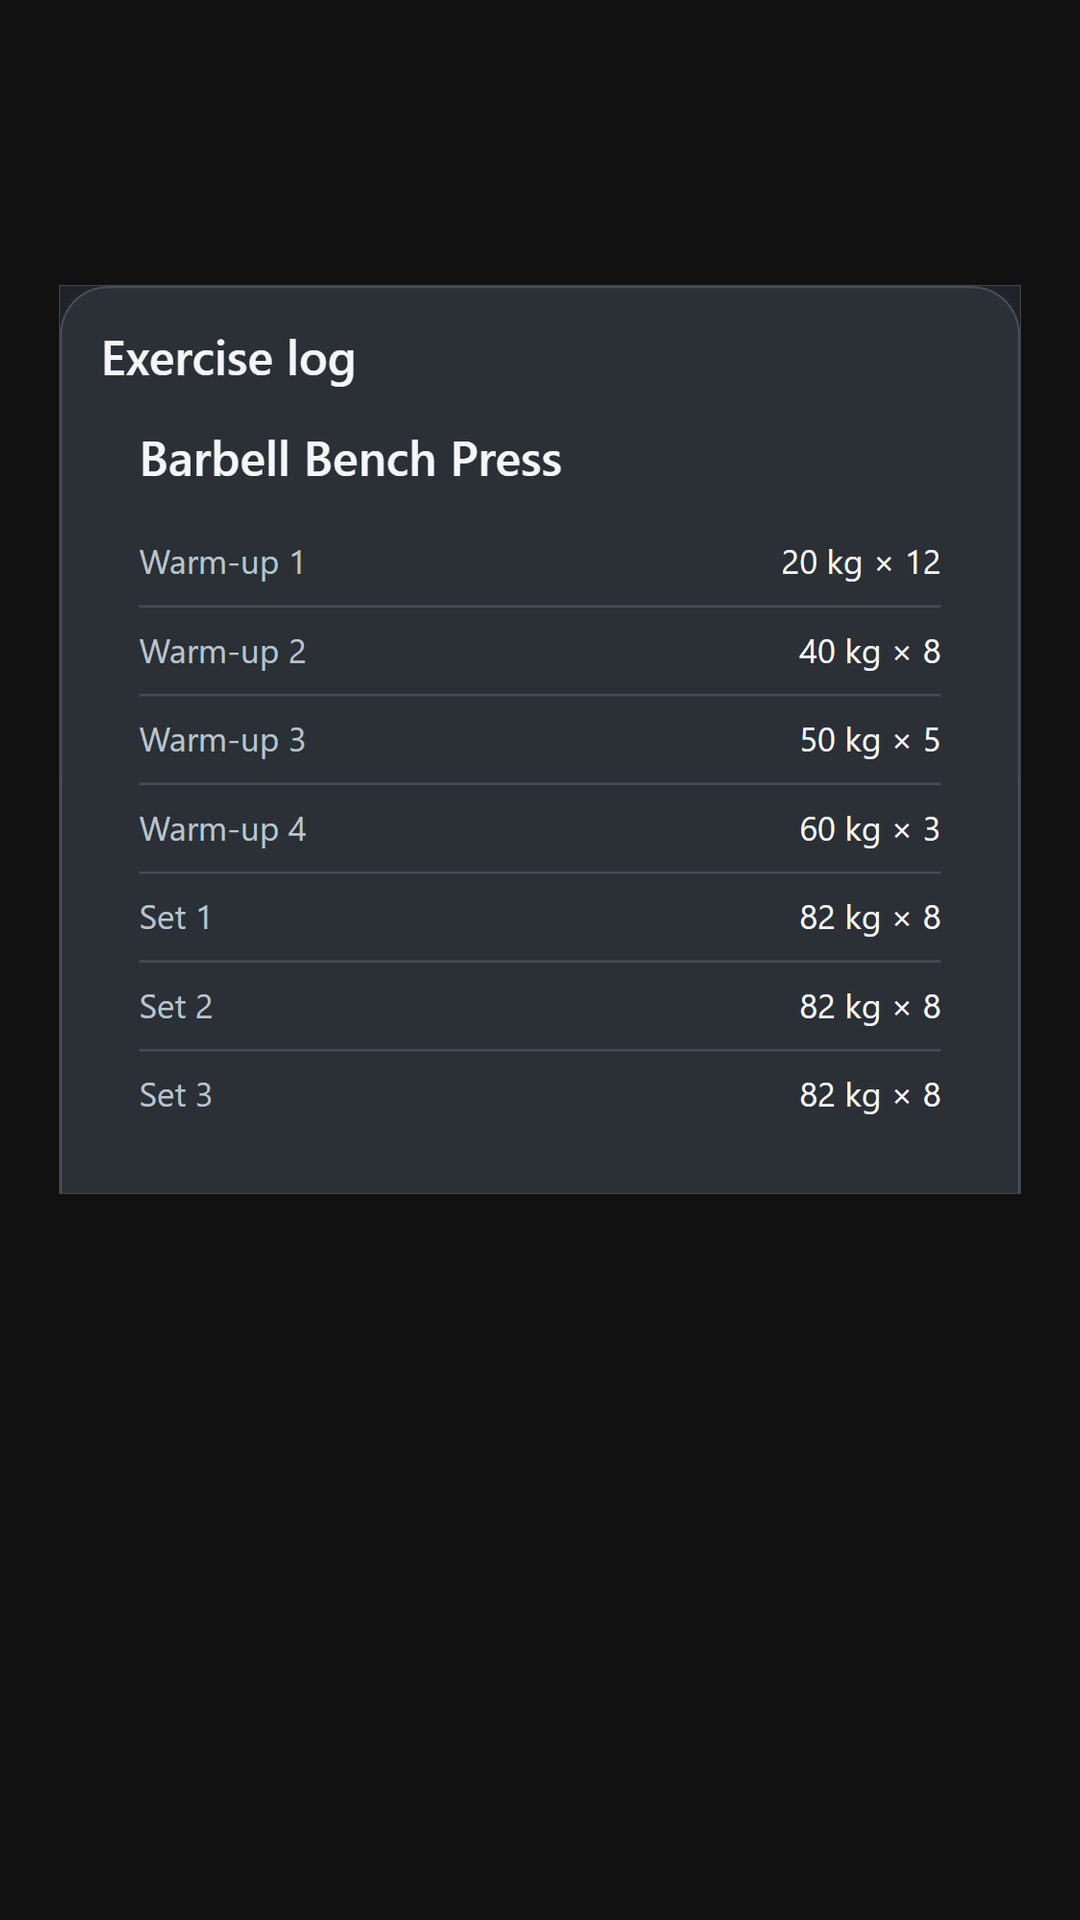 Exercise log
Barbell Bench Press
Warm-up 1 20 kg × 12
Warm-up 2 40 kg × 8
Warm-up 3 50 kg × 5
Warm-up 4 60 kg × 3
Set 1 82 kg × 8
Set 2 82 kg × 8
Set 3 82 kg × 8